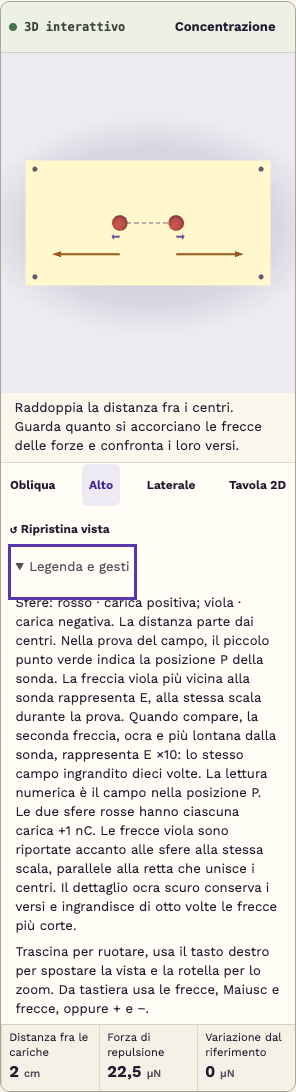 3D interattivo
Concentrazione
Raddoppia la distanza fra i centri.
Guarda quanto si accorciano le frecce
delle forze e confronta i loro versi.
Obliqua
Alto
Laterale
Tavola 2D
↺ Ripristina vista
▼ Legenda e gesti
Sfere: rosso · carica positiva; viola ·
carica negativa. La distanza parte dai
centri. Nella prova del campo, il piccolo
punto verde indica la posizione P della
sonda. La freccia viola più vicina alla
sonda rappresenta E, alla stessa scala
durante la prova. Quando compare, la
seconda freccia, ocra e più lontana dalla
sonda, rappresenta E ×10: lo stesso
campo ingrandito dieci volte. La lettura
numerica è il campo nella posizione P.
Le due sfere rosse hanno ciascuna
carica +1 nC. Le frecce viola sono
riportate accanto alle sfere alla stessa
scala, parallele alla retta che unisce i
centri. Il dettaglio ocra scuro conserva i
versi e ingrandisce di otto volte le frecce
più corte.
Trascina per ruotare, usa il tasto destro
per spostare la vista e la rotella per lo
zoom. Da tastiera usa le frecce, Maiusc e
frecce, oppure + e −.
Distanza fra le
cariche
2 cm
Forza di
repulsione
22,5 µN
Variazione dal
riferimento
0 µN